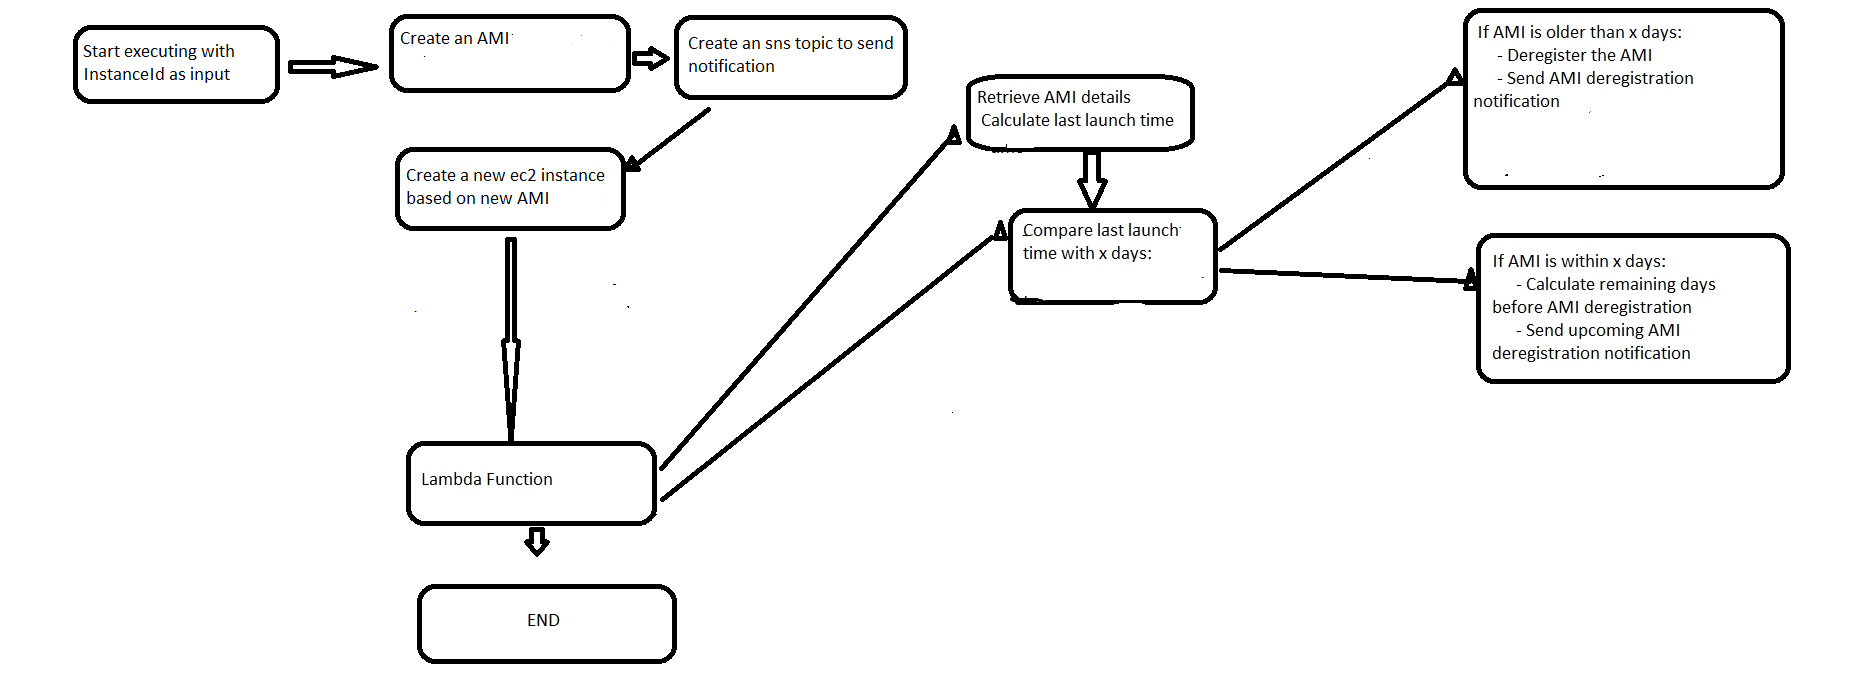 Start executing with
InstanceId as input
Create an AMI
Create an sns topic to send
notification
Create a new ec2 instance
based on new AMI
Lambda Function
END
Retrieve AMI details
Calculate last launch time
Compare last launch
time with x days:
If AMI is older than x days:
- Deregister the AMI
- Send AMI deregistration
notification
If AMI is within x days:
- Calculate remaining days
before AMI deregistration
- Send upcoming AMI
deregistration notification